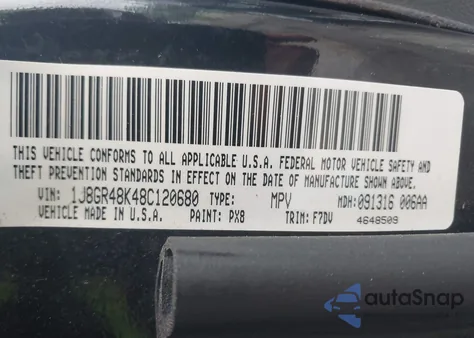 THIS VEHICLE CONFORMS TO ALL APPLICABLE U.S.A. FEDERAL MOTOR VEHICLE SAFETY AND
THEFT PREVENTION STANDARDS IN EFFECT ON THE DATE OF MANUFACTURE SHOWN ABOVE.
VIN: 1J8GR48K48C120680 TYPE: MPV MDH: 091316 006AA
VEHICLE MADE IN U.S.A. PAINT: PX8 TRIM: F7DV 4648509
autoSnap